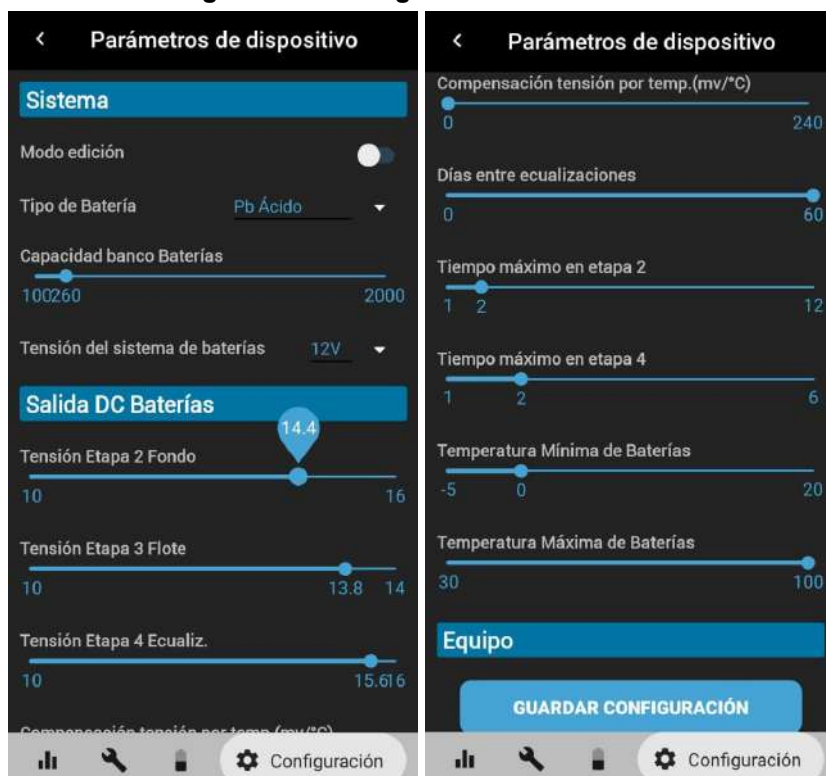 Parámetros de dispositivo
Sistema
Modo edición
Tipo de Batería Pb Ácido
Capacidad banco Baterías
100260 2000
Tensión del sistema de baterías 12V
Salida DC Baterías
14.4
Tensión Etapa 2 Fondo
10 16
Tensión Etapa 3 Flote
10 13.8 14
Tensión Etapa 4 Ecualiz.
10 15.616
Compensación tensión por temp.(mv/°C)
Configuración
Parámetros de dispositivo
Compensación tensión por temp.(mv/°C)
0 240
Días entre ecualizaciones
0 60
Tiempo máximo en etapa 2
1 2 12
Tiempo máximo en etapa 4
1 2 6
Temperatura Mínima de Baterías
-5 0 20
Temperatura Máxima de Baterías
30 100
Equipo
GUARDAR CONFIGURACIÓN
Configuración